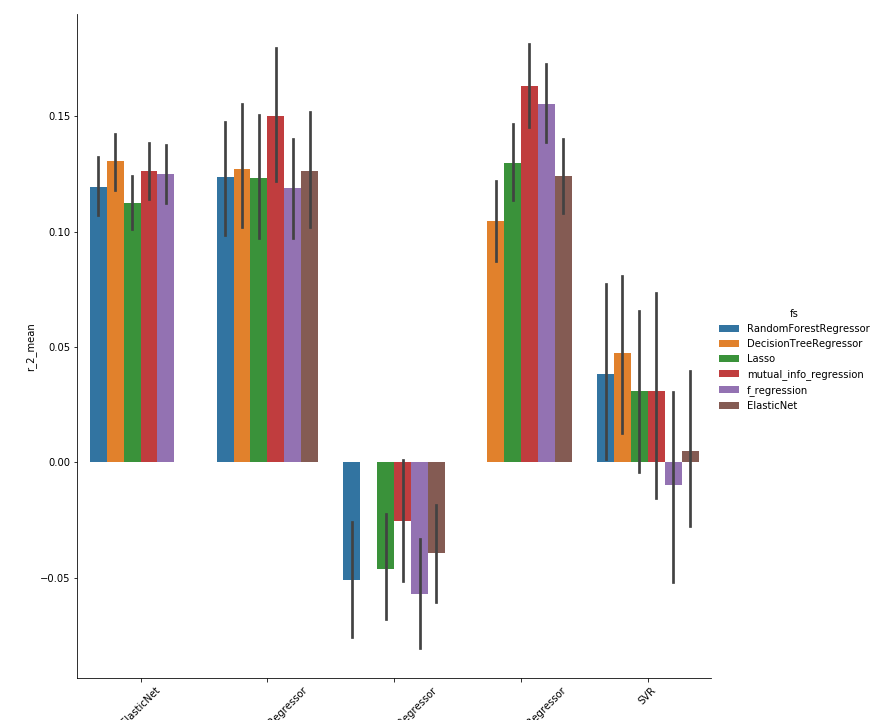 0.15
0.10
0.05
0.00
−0.05
r_2_mean
lasticNet
Regressor
Regressor
Regressor
SVR
fs
RandomForestRegressor
DecisionTreeRegressor
Lasso
mutual_info_regression
f_regression
ElasticNet